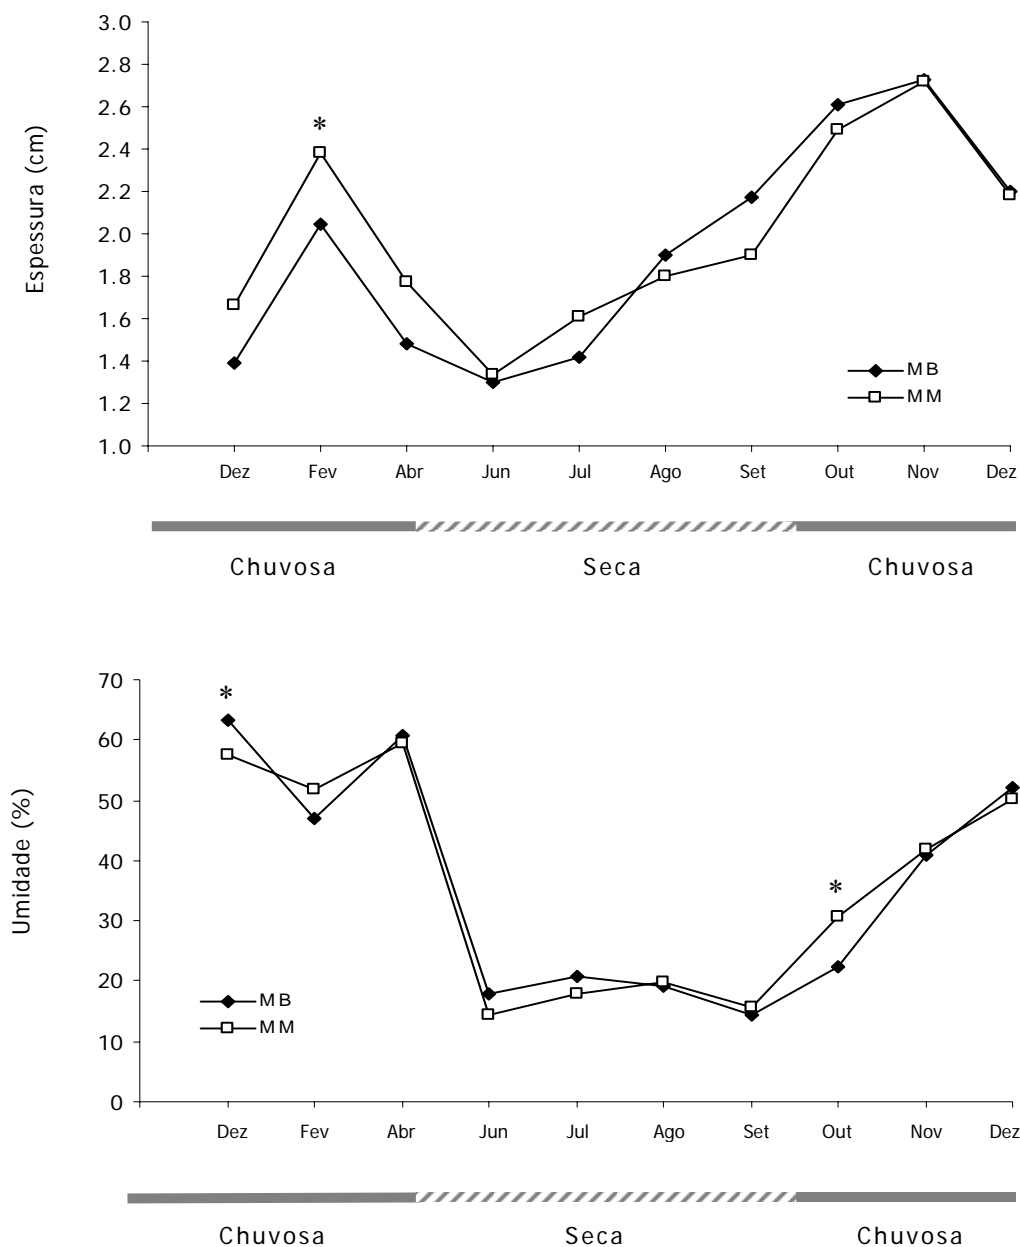 3.0
2.8
2.6
2.4
2.2
2.0
1.8
1.6
1.4
1.2
1.0
Espessura (cm)
*
MB
MM
Dez Fev Abr Jun Jul Ago Set Out Nov Dez
Chuvosa Seca Chuvosa
70
60
50
40
30
20
10
0
Umidade (%)
*
*
MB
MM
Dez Fev Abr Jun Jul Ago Set Out Nov Dez
Chuvosa Seca Chuvosa